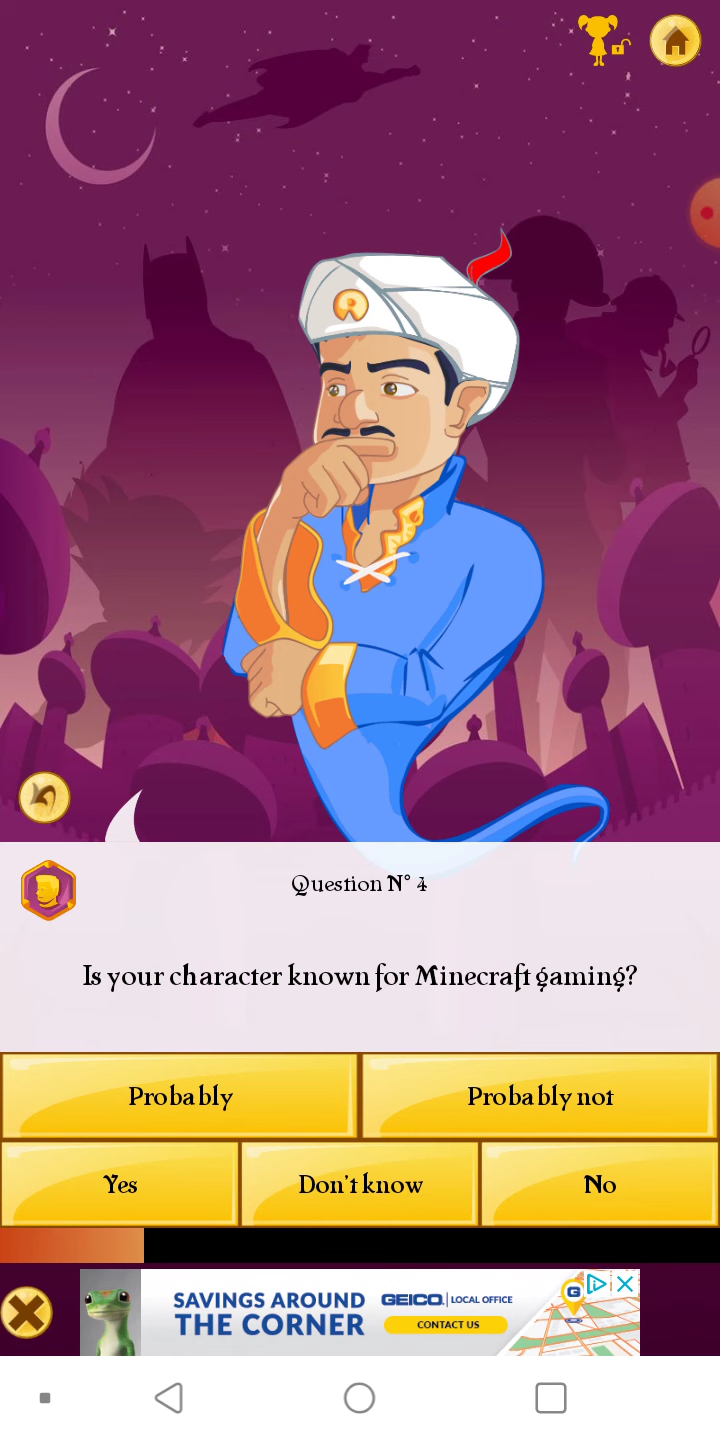 Question N° 4
Is your character known for Minecraft gaming?
Probably
Probably not
Yes
Don't know
No
SAVINGS AROUND
THE CORNER
GEICO. LOCAL OFFICE
CONTACT US
G